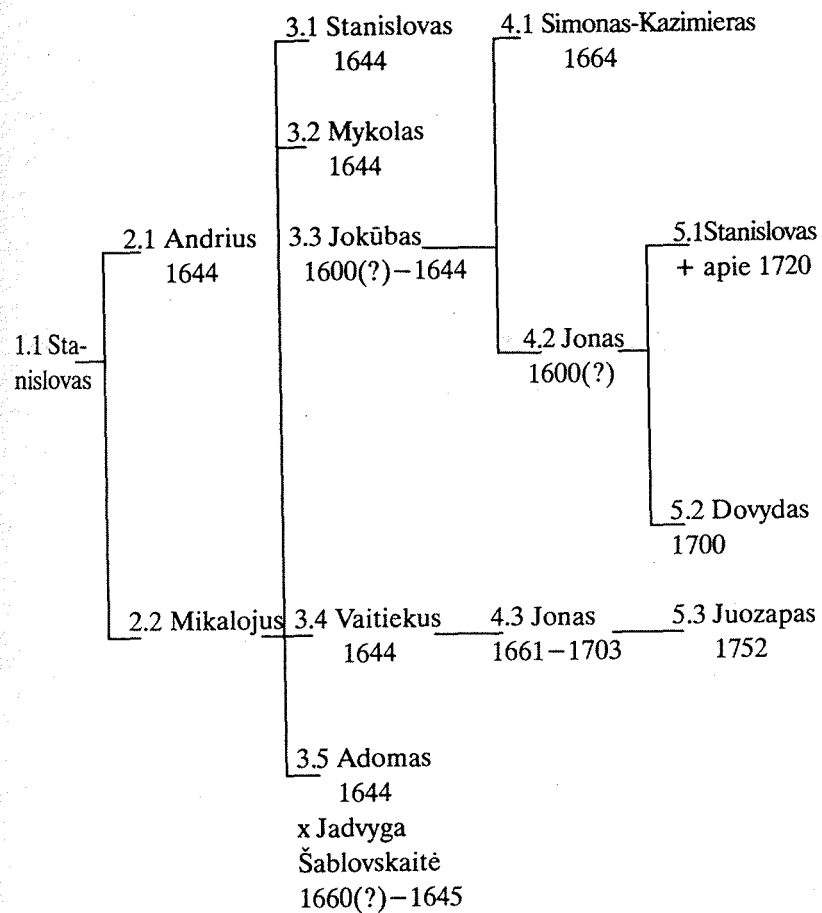 3.1 Stanislovas
1644
4.1 Simonas-Kazimieras
1664
3.2 Mykolas
1644
2.1 Andrius
1644
3.3 Jokūbas
1600(?)–1644
5.1Stanislovas
+ apie 1720
1.1 Sta-
nislovas
4.2 Jonas
1600(?)
5.2 Dovydas
1700
2.2 Mikalojus
3.4 Vaitiekus
1644
4.3 Jonas
1661–1703
5.3 Juozapas
1752
3.5 Adomas
1644
x Jadvyga
Šablovskaitė
1660(?)–1645